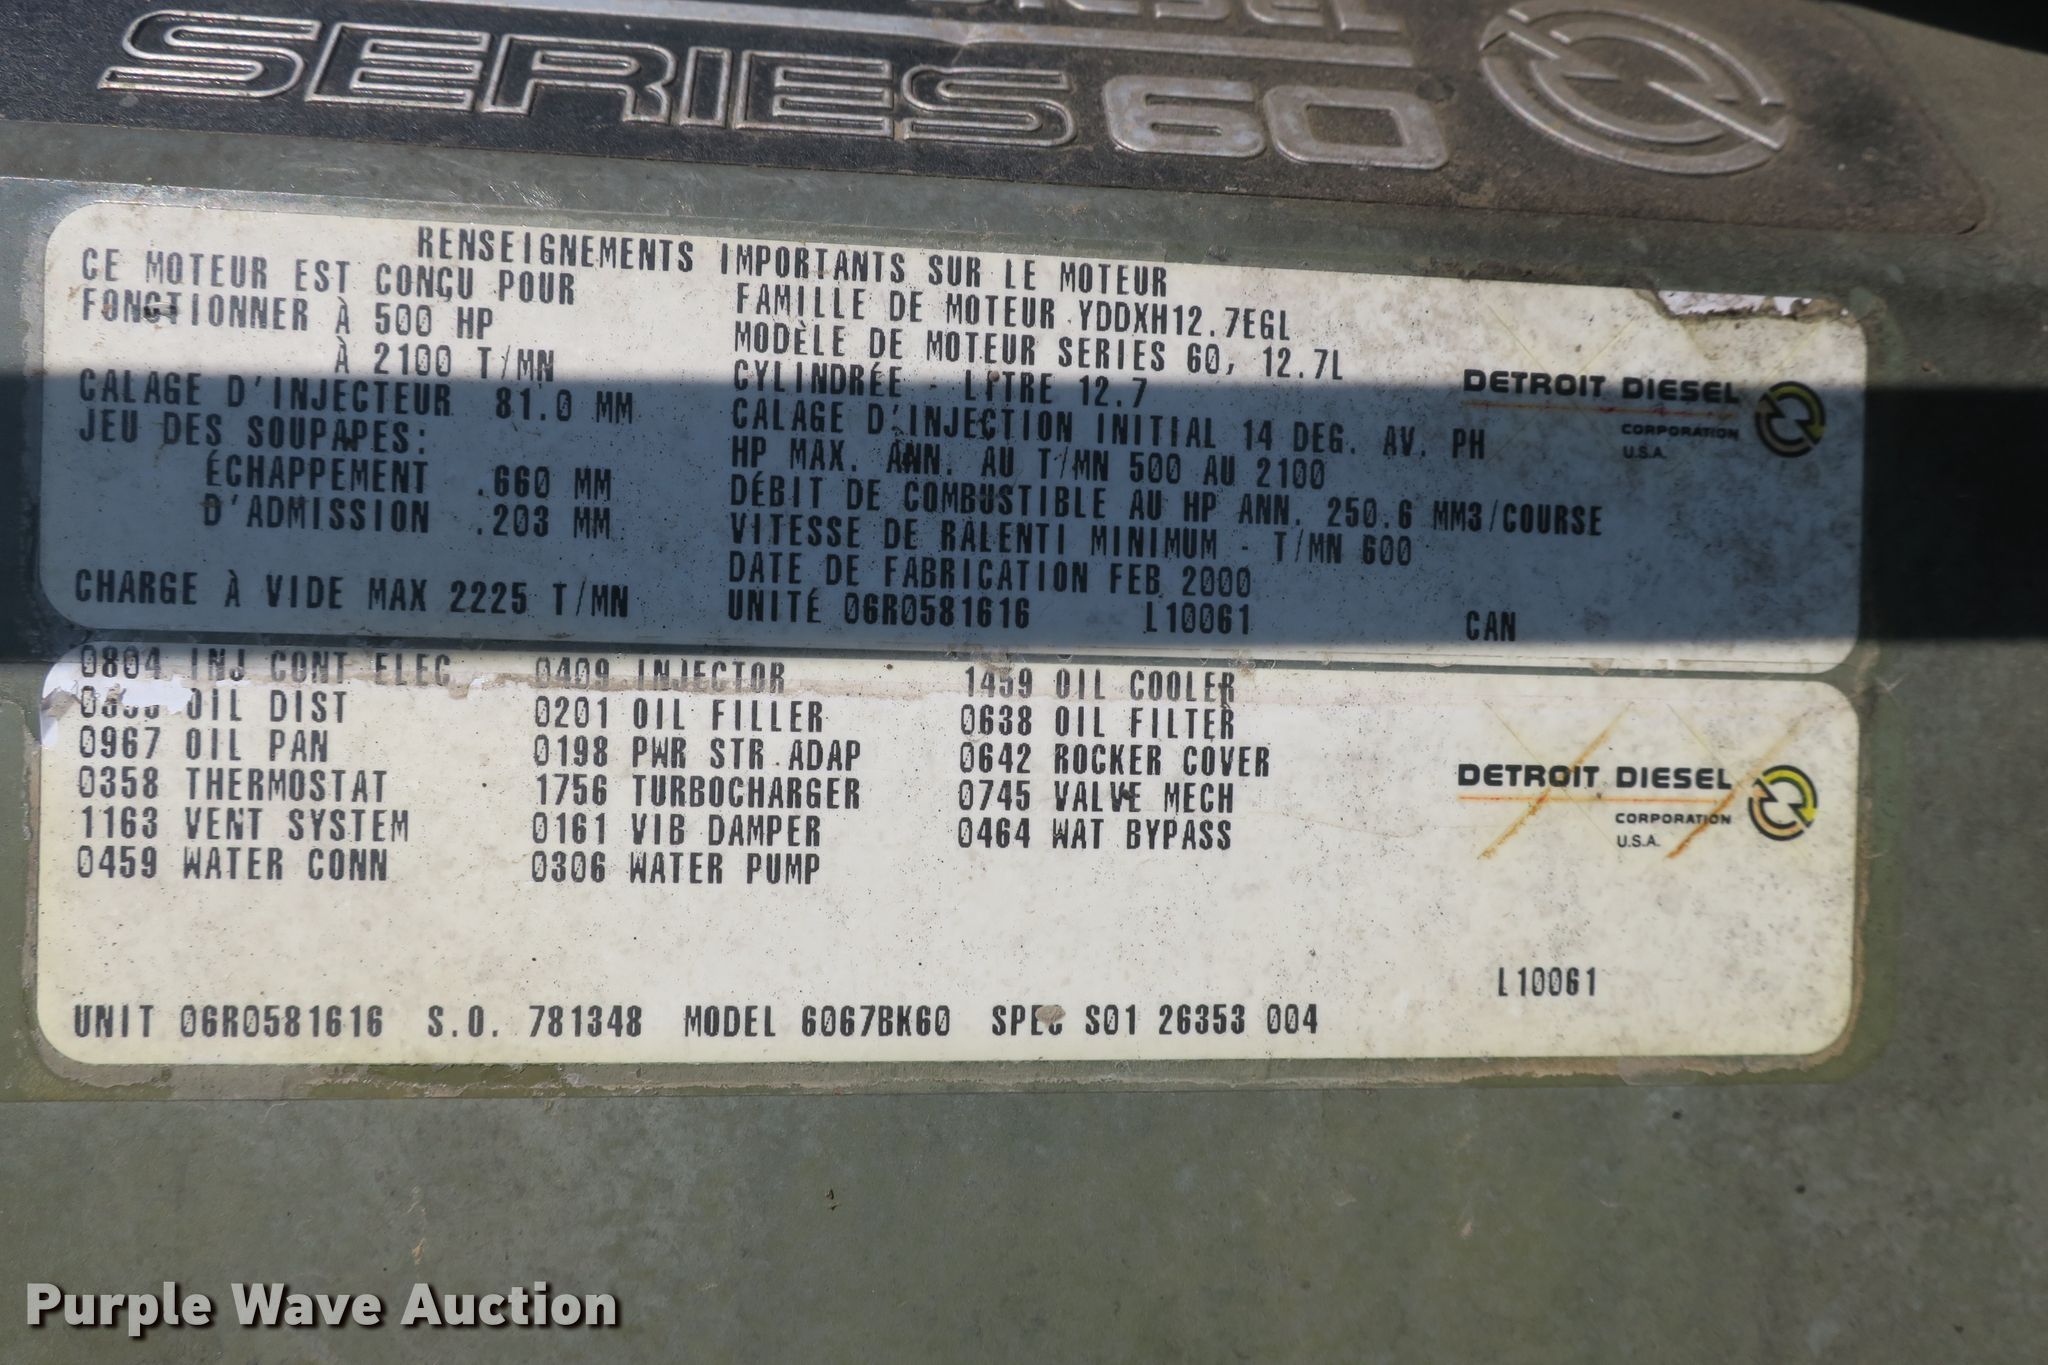 DIESEL
SERIES 60
RENSEIGNEMENTS IMPORTANTS SUR LE MOTEUR
CE MOTEUR EST CONÇU POUR
FONCTIONNER À 500 HP
À 2100 T/MN
CALAGE D'INJECTEUR 81.0 MM
JEU DES SOUPAPES:
ÉCHAPPEMENT .660 MM
D'ADMISSION .203 MM
CHARGE À VIDE MAX 2225 T/MN
FAMILLE DE MOTEUR YDDXH12.7EGL
MODÈLE DE MOTEUR SERIES 60, 12.7L
CYLINDRÉE - LITRE 12.7
CALAGE D'INJECTION INITIAL 14 DEG. AV. PH
HP MAX. ANN. AU T/MN 500 AU 2100
DÉBIT DE COMBUSTIBLE AU HP ANN. 250.6 MM3/COURSE
VITESSE DE RALENTI MINIMUM - T/MN 600
DATE DE FABRICATION FEB 2000
UNITÉ 06R0581616 L10061 CAN
DETROIT DIESEL
CORPORATION
U.S.A.
0804 INJ CONT ELEC 0409 INJECTOR 1459 OIL COOLER
OIL DIST 0201 OIL FILLER 0638 OIL FILTER
0967 OIL PAN 0198 PWR STR ADAP 0642 ROCKER COVER
0358 THERMOSTAT 1756 TURBOCHARGER 0745 VALVE MECH
1163 VENT SYSTEM 0161 VIB DAMPER 0464 WAT BYPASS
0459 WATER CONN 0306 WATER PUMP
DETROIT DIESEL
CORPORATION
U.S.A.
L10061
UNIT 06R0581616 S.O. 781348 MODEL 6067BK60 SPEC S01 26353 004
Purple Wave Auction